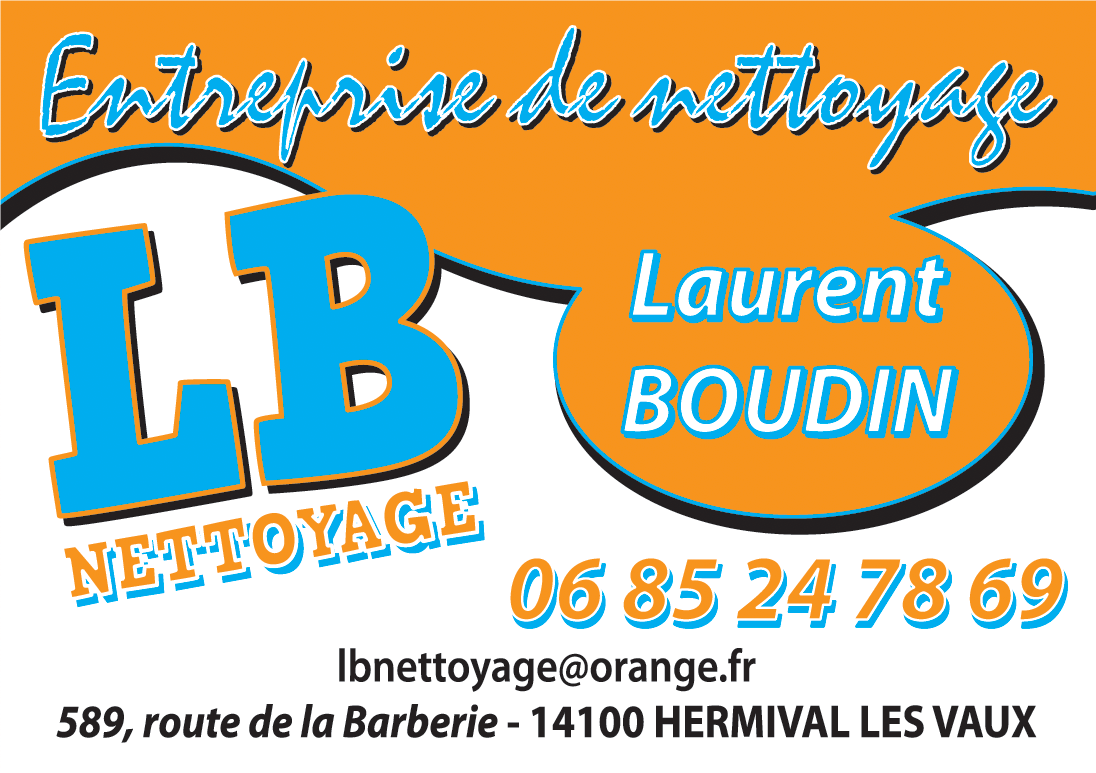 Entreprise de nettoyage
LB
NETTOYAGE
Laurent
BOUDIN
06 85 24 78 69
lbnettoyage@orange.fr
589, route de la Barberie - 14100 HERMIVAL LES VAUX